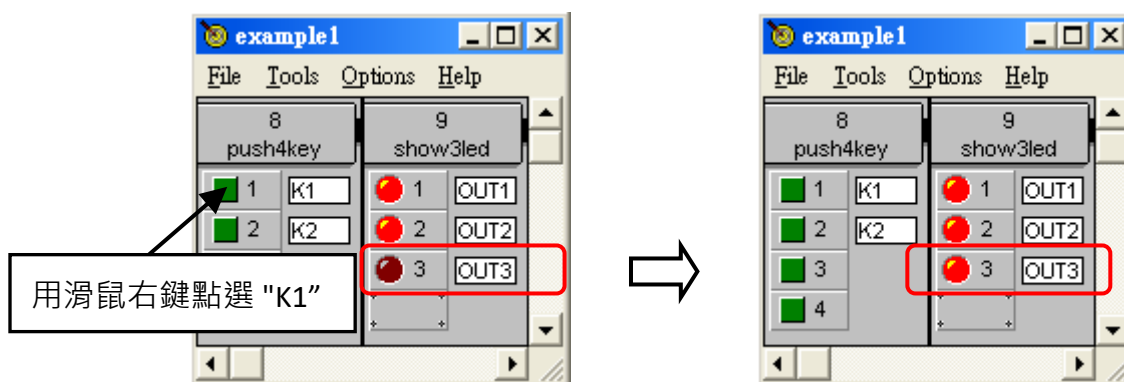 example1
File Tools Options Help
8 9
push4key show3led
1 K1 1 OUT1
2 K2 2 OUT2
3 OUT3
用滑鼠右鍵點選 "K1”
example1
File Tools Options Help
8 9
push4key show3led
1 K1 1 OUT1
2 K2 2 OUT2
3 3 OUT3
4